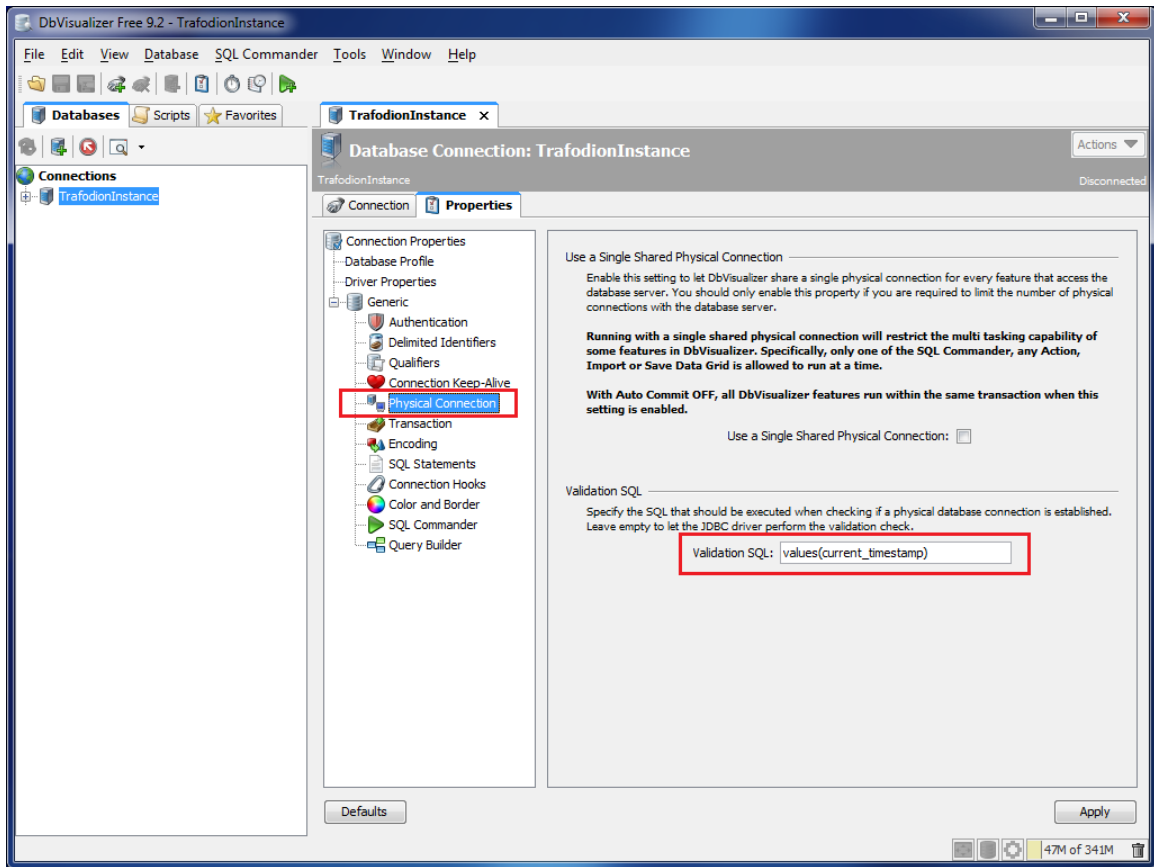 DbVisualizer Free 9.2 - TrafodionInstance
File Edit View Database SQL Commander Tools Window Help
Databases Scripts Favorites
TrafodionInstance
Database Connection: TrafodionInstance
Actions
Connections
TrafodionInstance
TrafodionInstance
Disconnected
Connection Properties
Connection Properties
Database Profile
Driver Properties
Generic
Authentication
Delimited Identifiers
Qualifiers
Connection Keep-Alive
Physical Connection
Transaction
Encoding
SQL Statements
Connection Hooks
Color and Border
SQL Commander
Query Builder
Use a Single Shared Physical Connection
Enable this setting to let DbVisualizer share a single physical connection for every feature that access the
database server. You should only enable this property if you are required to limit the number of physical
connections with the database server.
Running with a single shared physical connection will restrict the multi tasking capability of
some features in DbVisualizer. Specifically, only one of the SQL Commander, any Action,
Import or Save Data Grid is allowed to run at a time.
With Auto Commit OFF, all DbVisualizer features run within the same transaction when this
setting is enabled.
Use a Single Shared Physical Connection:
Validation SQL
Specify the SQL that should be executed when checking if a physical database connection is established.
Leave empty to let the JDBC driver perform the validation check.
Validation SQL: values(current_timestamp)
Defaults
Apply
47M of 341M